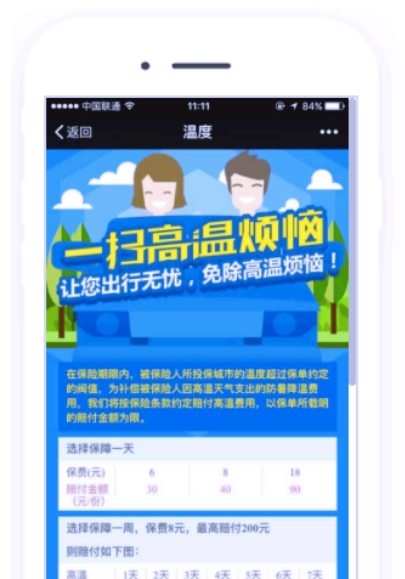 中国联通 11:11 84%
返回 温度
一扫高温烦恼
让您出行无忧，免除高温烦恼！
在保险期限内，被保险人所投保城市的温度超过保单约定
的阀值，为补偿被保险人因高温天气支出的防暑降温费
用，我们将按保险条款约定赔付高温费用，以保单所载明
的赔付金额为限。
选择保障一天
保费(元) 6 8 18
赔付金额 30 40 90
（元/份）
选择保障一周，保费8元，最高赔付200元
则赔付如下图：
高温 1天 2天 3天 4天 5天 6天 7天